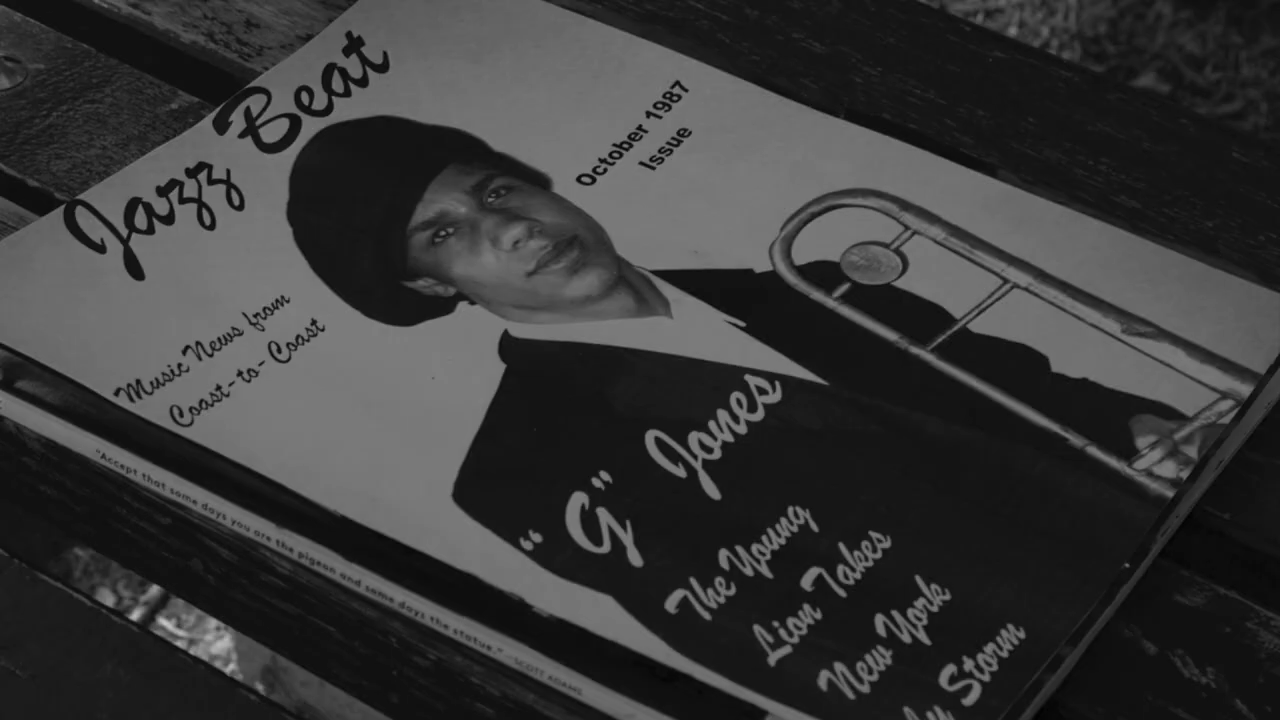 Jazz Beat
October 1987
Issue
Music News from
Coast-to-Coast
"G" Jones
The Young
Lion Takes
New York
by Storm
"Accept that some days you are the pigeon and some days the statue." - SCOTT ADAMS